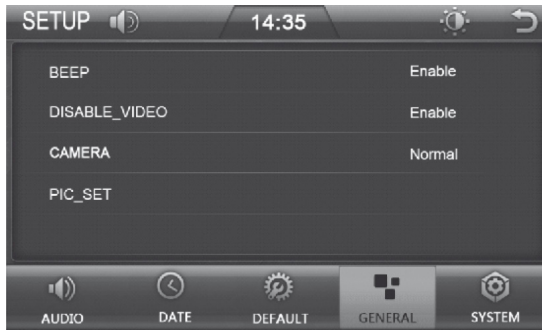 SETUP 14:35
BEEP Enable
DISABLE_VIDEO Enable
CAMERA Normal
PIC_SET
AUDIO DATE DEFAULT GENERAL SYSTEM